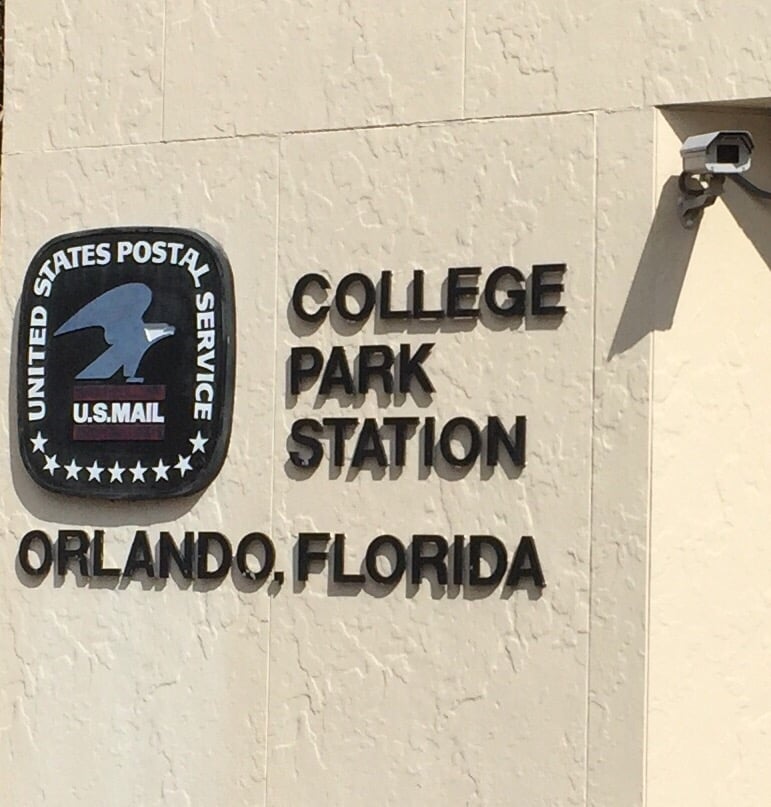 UNITED STATES POSTAL SERVICE
U.S.MAIL
COLLEGE
PARK
STATION
ORLANDO, FLORIDA